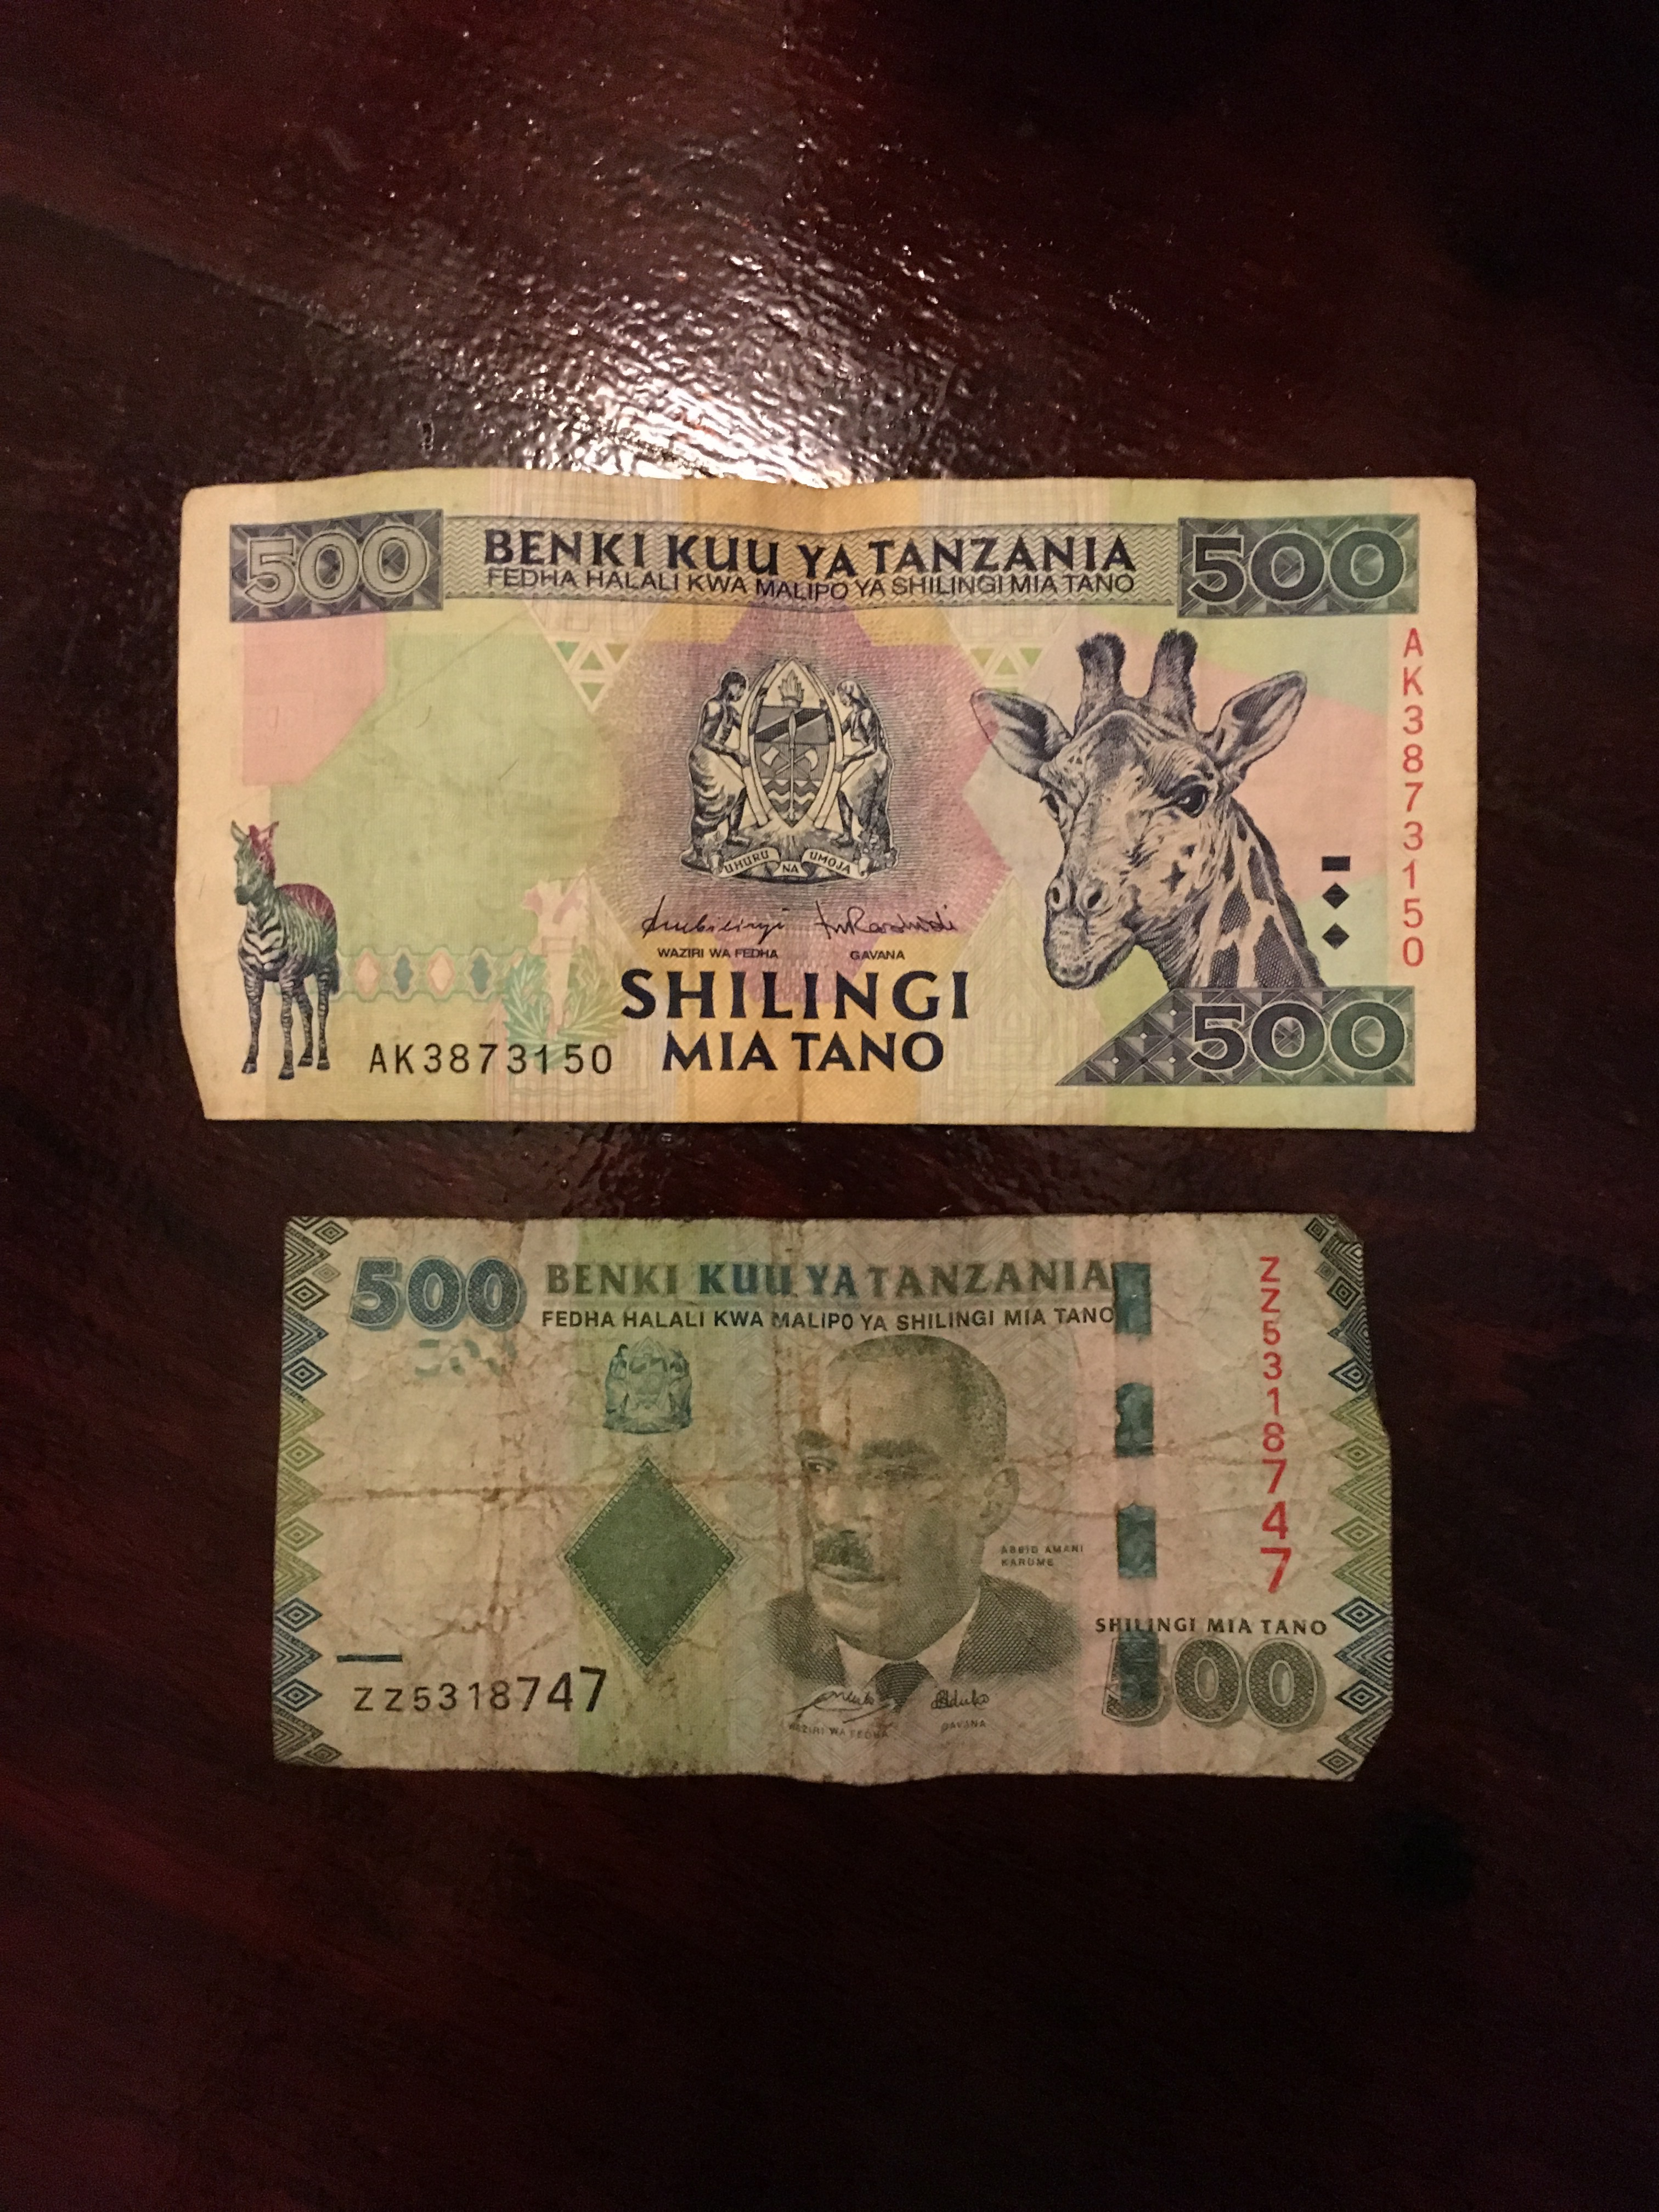 500 BENKI KUU YA TANZANIA 500
FEDHA HALALI KWA MALIPO YA SHILINGI MIA TANO
AK3873150
UHURU NA UMOJA
WAZIRI WA FEDHA GAVANA
SHILINGI
MIA TANO
AK3873150
500
500 BENKI KUU YA TANZANIA
FEDHA HALALI KWA MALIPO YA SHILINGI MIA TANO
ZZ5318747
ABEID AMANI
KARUME
SHILINGI MIA TANO
500
ZZ5318747
WAZIRI WA FEDHA GAVANA